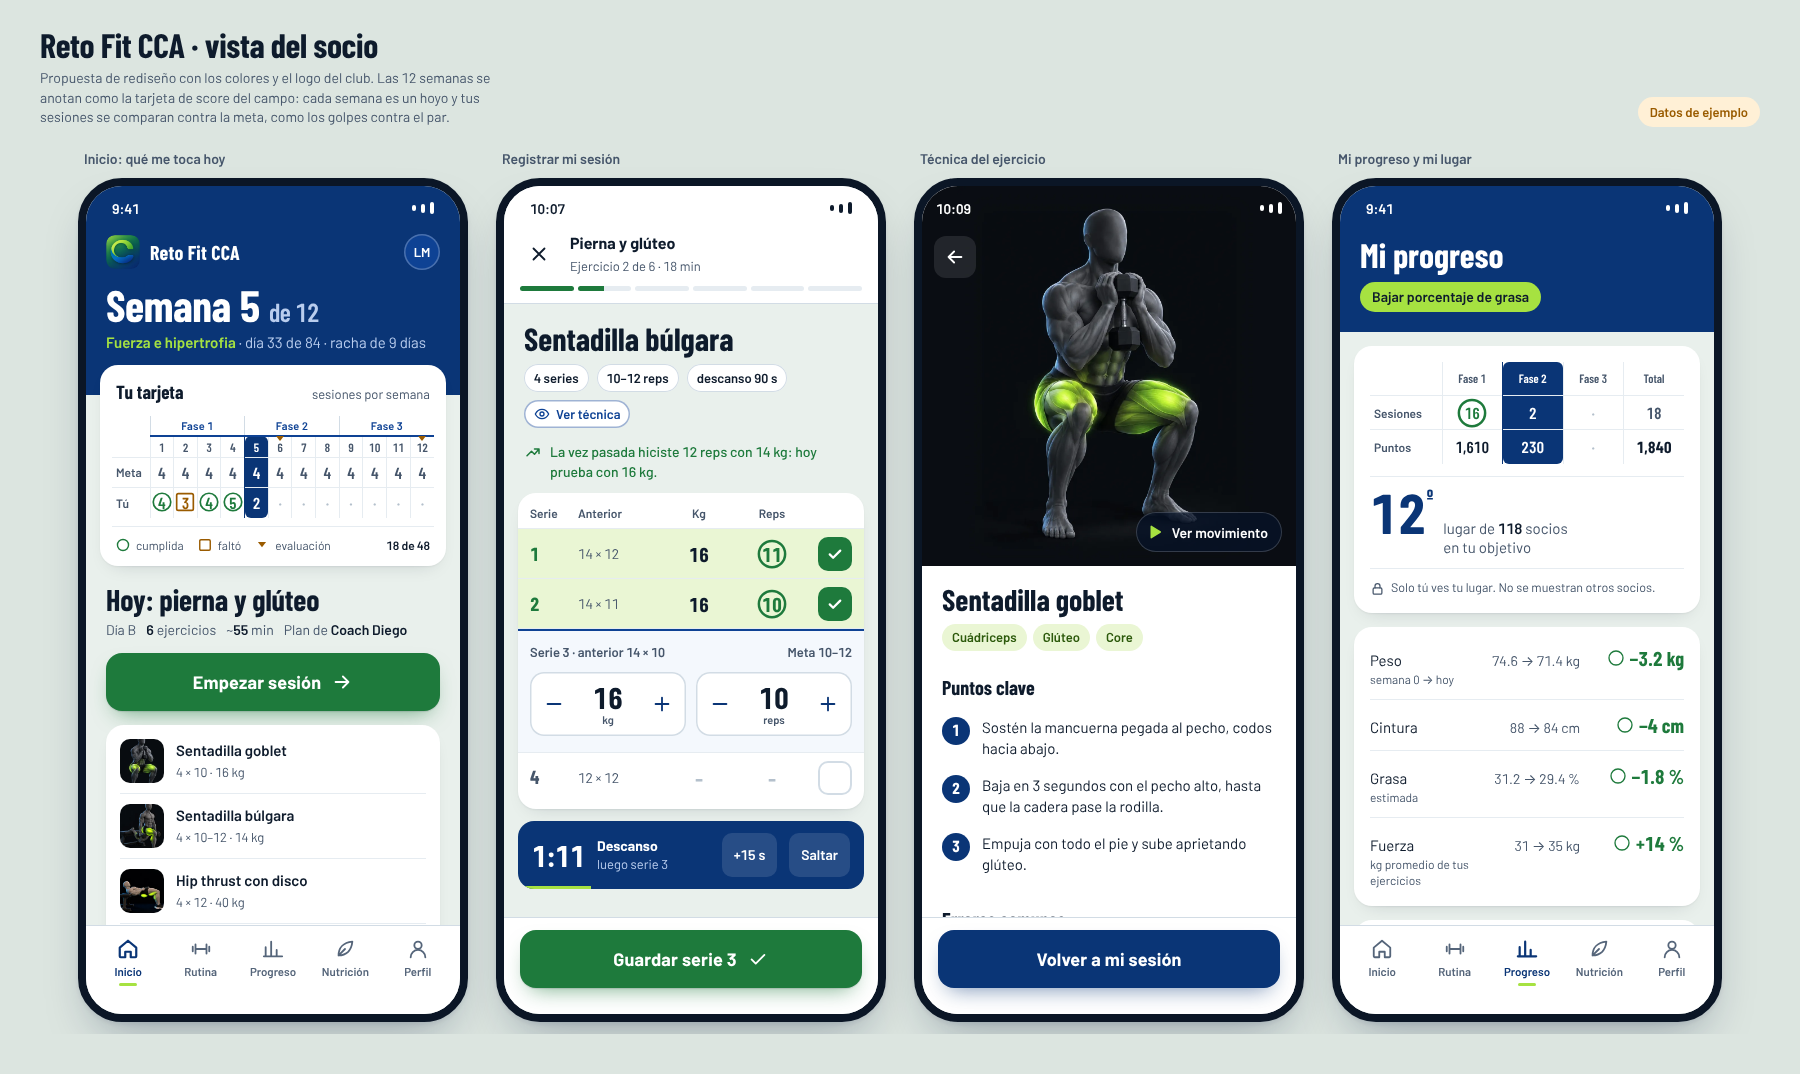 Reto Fit CCA · vista del socio
Propuesta de rediseño con los colores y el logo del club. Las 12 semanas se
anotan como la tarjeta de score del campo: cada semana es un hoyo y tus
sesiones se comparan contra la meta, como los golpes contra el par.
Datos de ejemplo
Inicio: qué me toca hoy
9:41
Reto Fit CCA
LM
Semana 5 de 12
Fuerza e hipertrofia · día 33 de 84 · racha de 9 días
Tu tarjeta
sesiones por semana
Fase 1 Fase 2 Fase 3
1 2 3 4 5 6 7 8 9 10 11 12
Meta 4 4 4 4 4 4 4 4 4 4 4 4
Tú 4 3 4 5 2 · · · · · · ·
cumplida faltó evaluación 18 de 48
Hoy: pierna y glúteo
Día B 6 ejercicios ~55 min Plan de Coach Diego
Empezar sesión →
Sentadilla goblet
4 × 10 · 16 kg
Sentadilla búlgara
4 × 10–12 · 14 kg
Hip thrust con disco
4 × 12 · 40 kg
Inicio Rutina Progreso Nutrición Perfil
Registrar mi sesión
10:07
Pierna y glúteo
Ejercicio 2 de 6 · 18 min
Sentadilla búlgara
4 series 10–12 reps descanso 90 s
Ver técnica
La vez pasada hiciste 12 reps con 14 kg: hoy
prueba con 16 kg.
Serie Anterior Kg Reps
1 14 × 12 16 11
2 14 × 11 16 10
Serie 3 · anterior 14 × 10 Meta 10–12
− 16 + − 10 +
kg reps
4 12 × 12 – –
1:11 Descanso
luego serie 3
+15 s Saltar
Guardar serie 3
Técnica del ejercicio
10:09
Ver movimiento
Sentadilla goblet
Cuádriceps Glúteo Core
Puntos clave
1 Sostén la mancuerna pegada al pecho, codos
hacia abajo.
2 Baja en 3 segundos con el pecho alto, hasta
que la cadera pase la rodilla.
3 Empuja con todo el pie y sube apretando
glúteo.
Volver a mi sesión
Mi progreso y mi lugar
9:41
Mi progreso
Bajar porcentaje de grasa
Fase 1 Fase 2 Fase 3 Total
Sesiones 16 2 · 18
Puntos 1,610 230 · 1,840
12º lugar de 118 socios
en tu objetivo
Solo tú ves tu lugar. No se muestran otros socios.
Peso 74.6 → 71.4 kg −3.2 kg
semana 0 → hoy
Cintura 88 → 84 cm −4 cm
Grasa 31.2 → 29.4 % −1.8 %
estimada
Fuerza 31 → 35 kg +14 %
kg promedio de tus
ejercicios
Inicio Rutina Progreso Nutrición Perfil